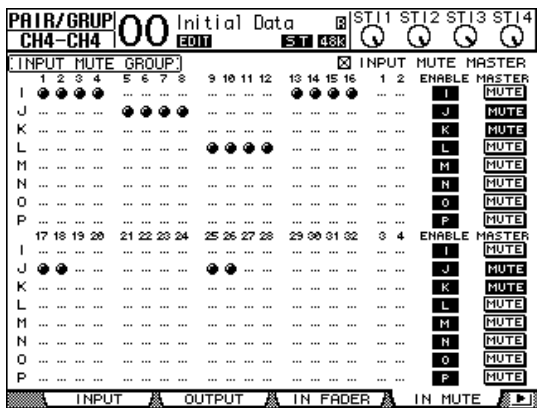 PAIR/GRUP 00 Initial Data R ST1 ST2 ST3 ST4
CH4-CH4 EDIT S.T 48K
INPUT MUTE GROUP INPUT MUTE MASTER
1 2 3 4 5 6 7 8 9 10 11 12 13 14 15 16 1 2 ENABLE MASTER
I I MUTE
J J MUTE
K K MUTE
L L MUTE
M M MUTE
N N MUTE
O O MUTE
P P MUTE
17 18 19 20 21 22 23 24 25 26 27 28 29 30 31 32 3 4 ENABLE MASTER
I I MUTE
J J MUTE
K K MUTE
L L MUTE
M M MUTE
N N MUTE
O O MUTE
P P MUTE
INPUT OUTPUT IN FADER IN MUTE